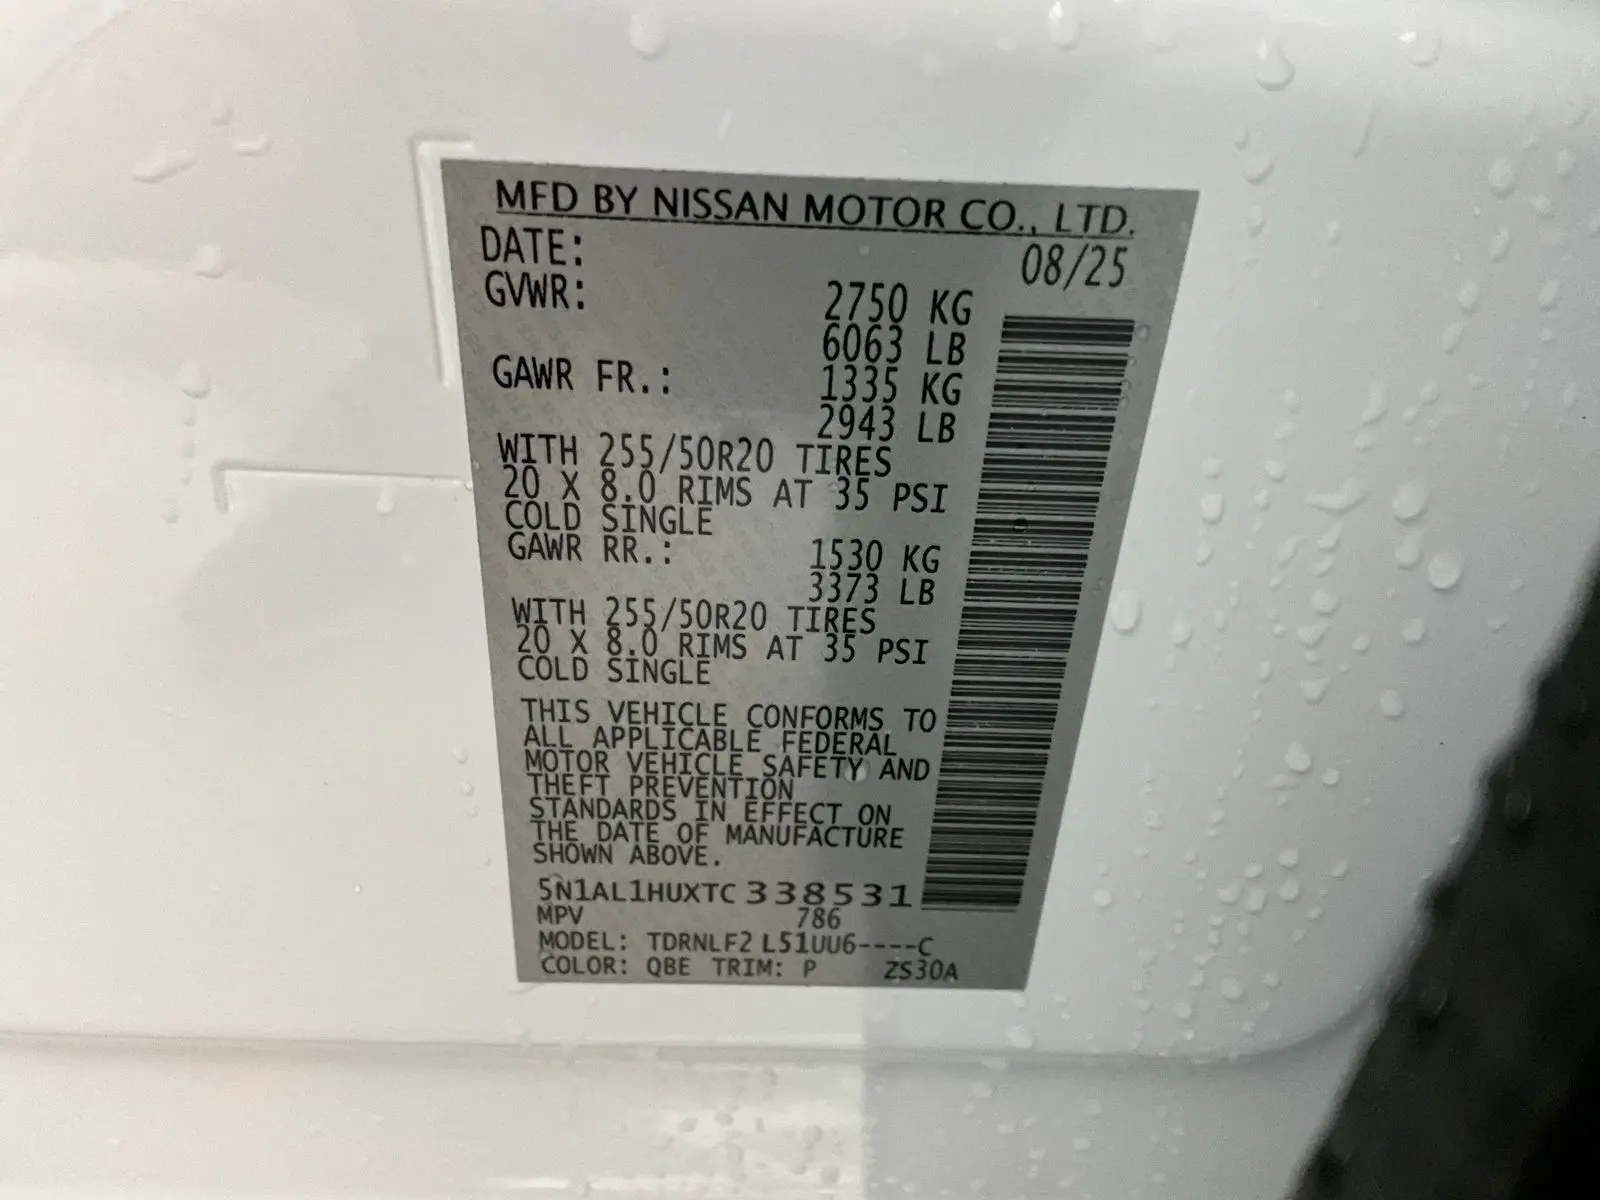 MFD BY NISSAN MOTOR CO., LTD.
DATE: 08/25
GVWR: 2750 KG
6063 LB
GAWR FR.: 1335 KG
2943 LB
WITH 255/50R20 TIRES
20 X 8.0 RIMS AT 35 PSI
COLD SINGLE
GAWR RR.: 1530 KG
3373 LB
WITH 255/50R20 TIRES
20 X 8.0 RIMS AT 35 PSI
COLD SINGLE
THIS VEHICLE CONFORMS TO
ALL APPLICABLE FEDERAL
MOTOR VEHICLE SAFETY AND
THEFT PREVENTION
STANDARDS IN EFFECT ON
THE DATE OF MANUFACTURE
SHOWN ABOVE.
5N1AL1HUXTC338531
MPV 786
MODEL: TDRNLF2 L51UU6----C
COLOR: QBE TRIM: P ZS30A